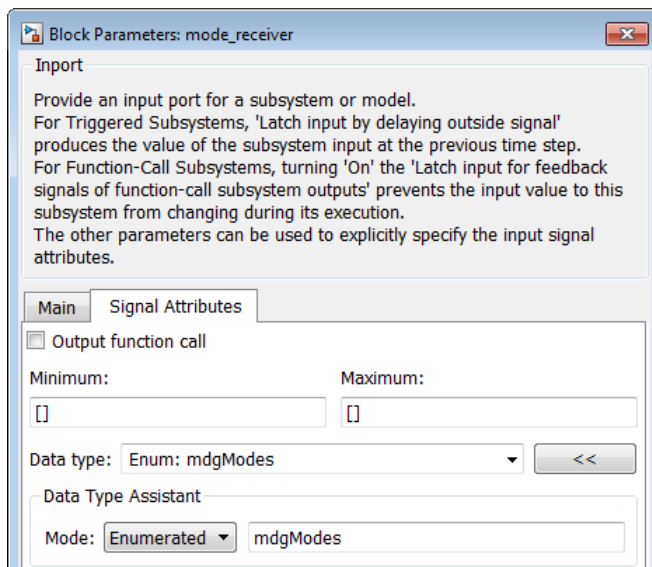 Block Parameters: mode_receiver
Inport
Provide an input port for a subsystem or model.
For Triggered Subsystems, 'Latch input by delaying outside signal'
produces the value of the subsystem input at the previous time step.
For Function-Call Subsystems, turning 'On' the 'Latch input for feedback
signals of function-call subsystem outputs' prevents the input value to this
subsystem from changing during its execution.
The other parameters can be used to explicitly specify the input signal
attributes.
Main Signal Attributes
Output function call
Minimum: Maximum:
[] []
Data type: Enum: mdgModes <<
Data Type Assistant
Mode: Enumerated mdgModes